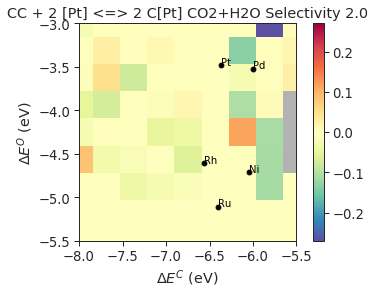 CC + 2 [Pt] <=> 2 C[Pt] CO2+H2O Selectivity 2.0
−3.0
−3.5
−4.0
−4.5
−5.0
−5.5
ΔE^O (eV)
Pt
Pd
Rh
Ni
Ru
−8.0 −7.5 −7.0 −6.5 −6.0 −5.5
ΔE^C (eV)
0.2
0.1
0.0
−0.1
−0.2